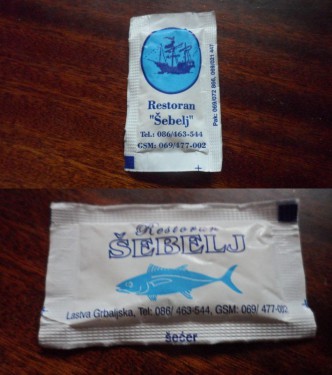 Restoran
"Šebelj"
Tel.: 086/463-544
GSM: 069/477-002
Restoran
ŠEBELJ
Lastva Grbaljska, Tel: 086/ 463-544, GSM: 069/ 477-002
šećer